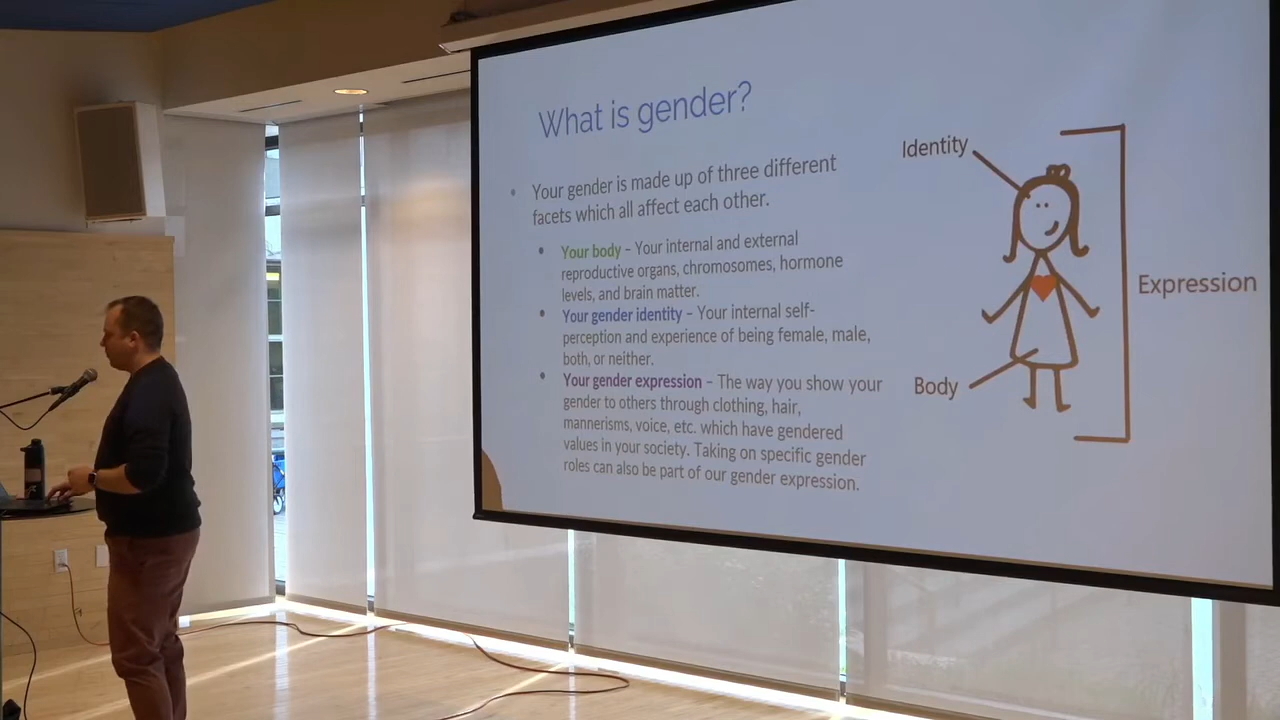 What is gender?
Your gender is made up of three different
facets which all affect each other.
Your body – Your internal and external
reproductive organs, chromosomes, hormone
levels, and brain matter.
Your gender identity – Your internal self-
perception and experience of being female, male,
both, or neither.
Your gender expression – The way you show your
gender to others through clothing, hair,
mannerisms, voice, etc. which have gendered
values in your society. Taking on specific gender
roles can also be part of our gender expression.
Identity
Expression
Body